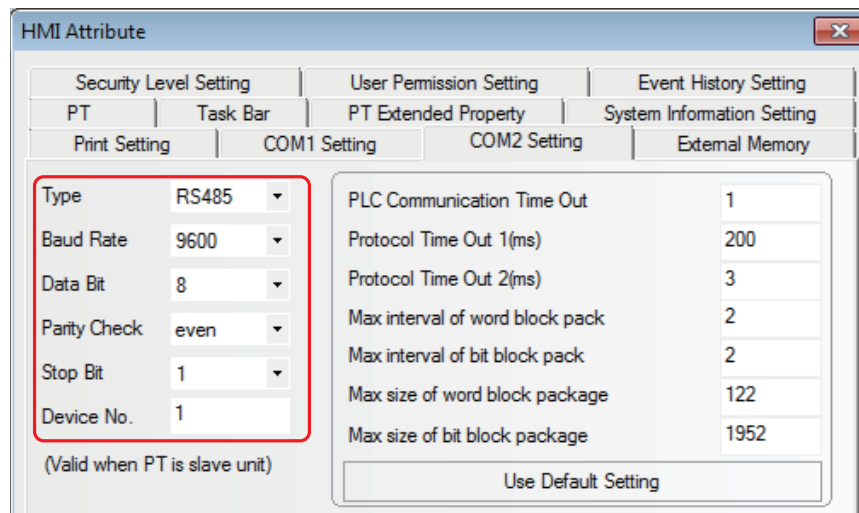 HMI Attribute
Security Level Setting User Permission Setting Event History Setting
PT Task Bar PT Extended Property System Information Setting
Print Setting COM1 Setting COM2 Setting External Memory
Type RS485
Baud Rate 9600
Data Bit 8
Parity Check even
Stop Bit 1
Device No. 1
(Valid when PT is slave unit)
PLC Communication Time Out 1
Protocol Time Out 1(ms) 200
Protocol Time Out 2(ms) 3
Max interval of word block pack 2
Max interval of bit block pack 2
Max size of word block package 122
Max size of bit block package 1952
Use Default Setting